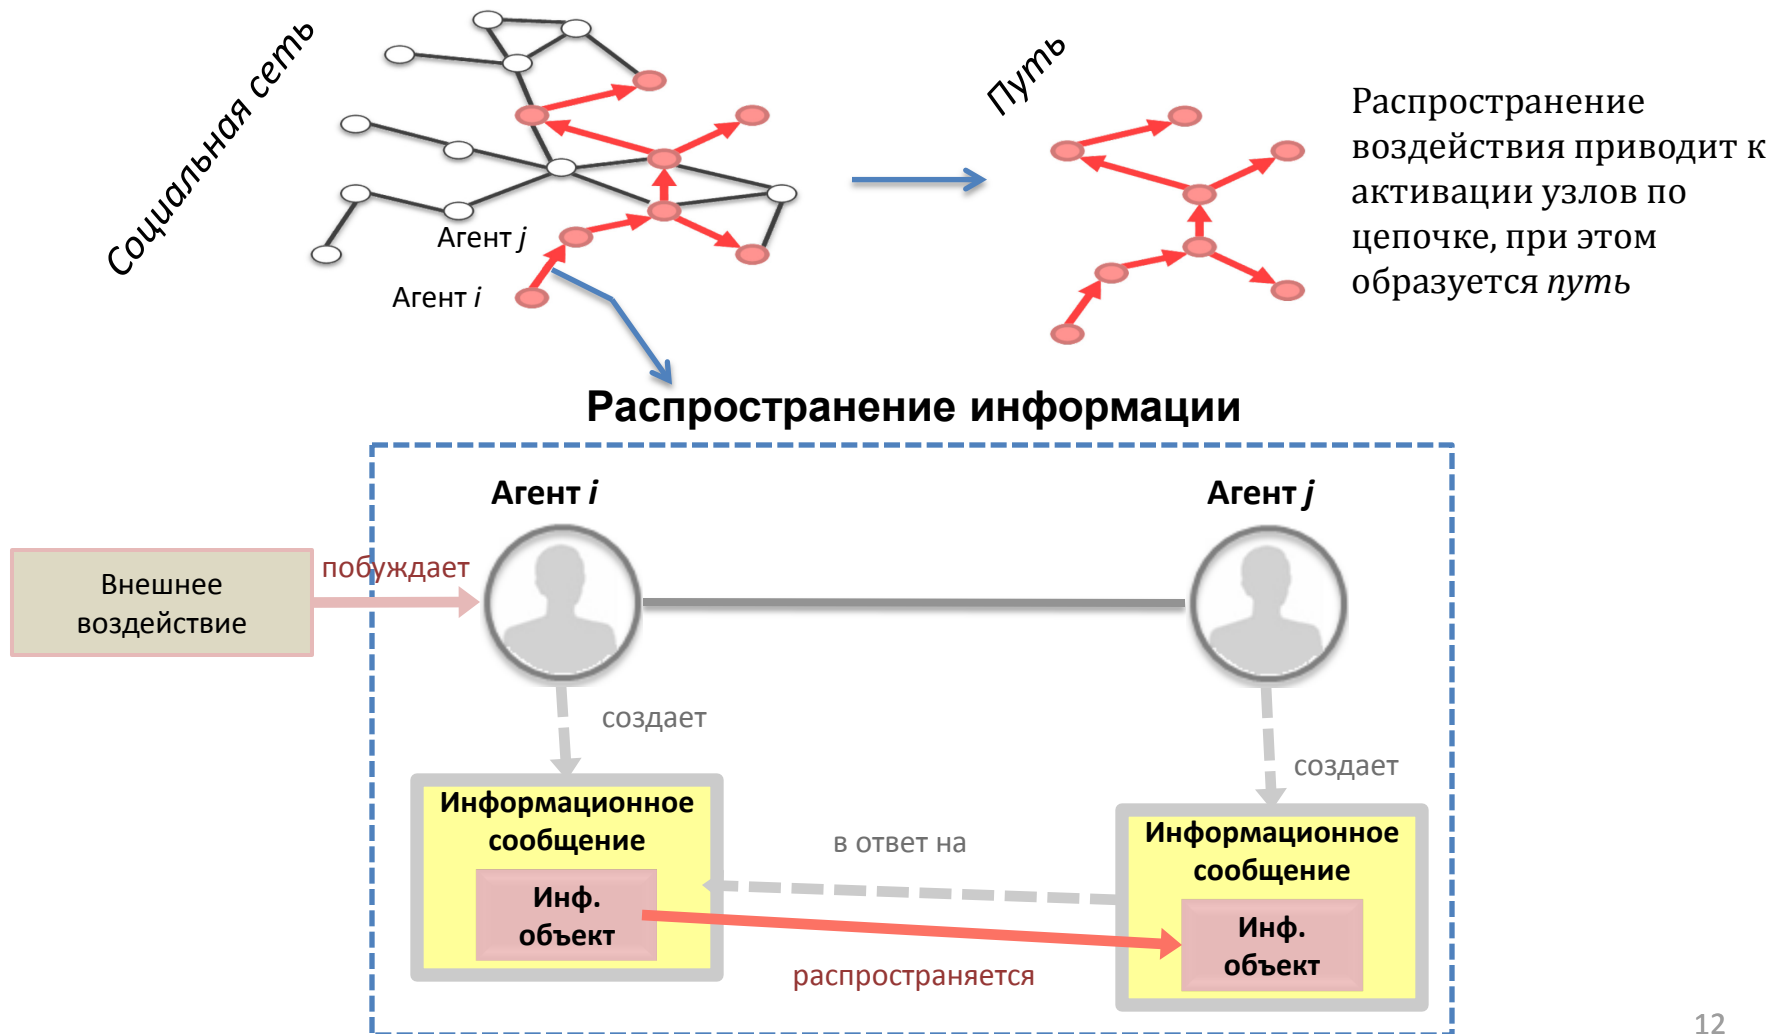 Социальная сеть
Агент j
Агент i
Путь
Распространение
воздействия приводит к
активации узлов по
цепочке, при этом
образуется путь
Распространение информации
Агент i
Агент j
Внешнее
воздействие
побуждает
создает
создает
Информационное
сообщение
Инф.
объект
в ответ на
распространяется
Информационное
сообщение
Инф.
объект
12